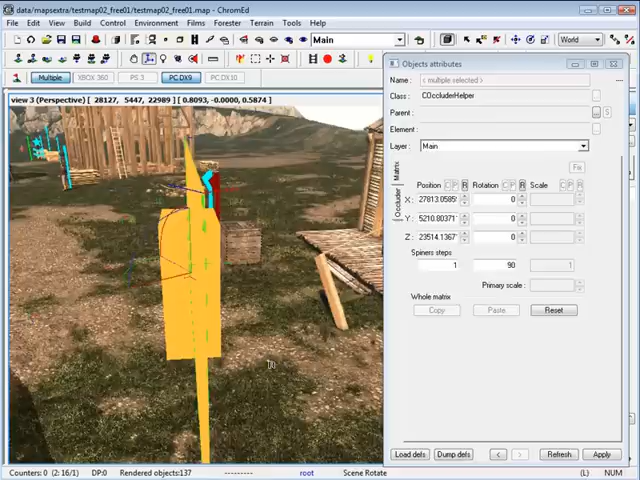 data/mapsextra/testmap02_free01/testmap02_free01.map - ChromEd
File Edit View Build Control Environment Films Forester Terrain Tools Help
Main
World
Multiple XBOX 360 PS 3 PC DX9 PC DX10
view 3 (Perspective) [ 28127, 5447, 22989] [ 0.8093, -0.0000, 0.5874 ]
Objects attributes
Name : < multiple selected >
Class : COccluderHelper
Parent :
S
Element :
Layer : Main
Matrix
Occluder
Fix
Position C P R Rotation C P R Scale
X: 27813.0585 0
Y: 5210.80371 0
Z: 23514.1367 0
Spiners steps
1 90 1
Primary scale :
Whole matrix
Copy Paste Reset
Load defs Dump defs < > Refresh Apply
Counters: 0 (2: 16/1) DP:0 Rendered objects:137 --------- root Scene Rotate (L) NUM